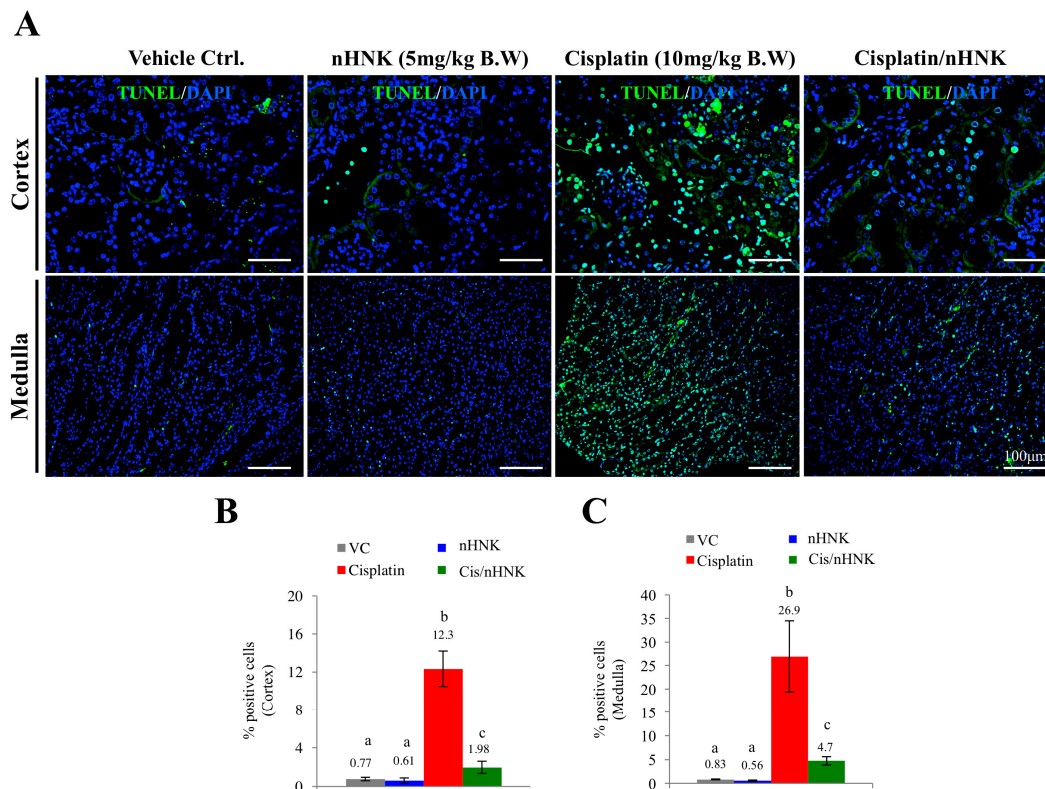 A
Vehicle Ctrl. nHNK (5mg/kg B.W) Cisplatin (10mg/kg B.W) Cisplatin/nHNK
Cortex
TUNEL/DAPI TUNEL/DAPI TUNEL/DAPI TUNEL/DAPI
Medulla
100μm
B
VC nHNK
Cisplatin Cis/nHNK
% positive cells
(Cortex)
20
16
12
8
4
0
a a b c
0.77 0.61 12.3 1.98
C
VC nHNK
Cisplatin Cis/nHNK
% positive cells
(Medulla)
40
35
30
25
20
15
10
5
0
a a b c
0.83 0.56 26.9 4.7